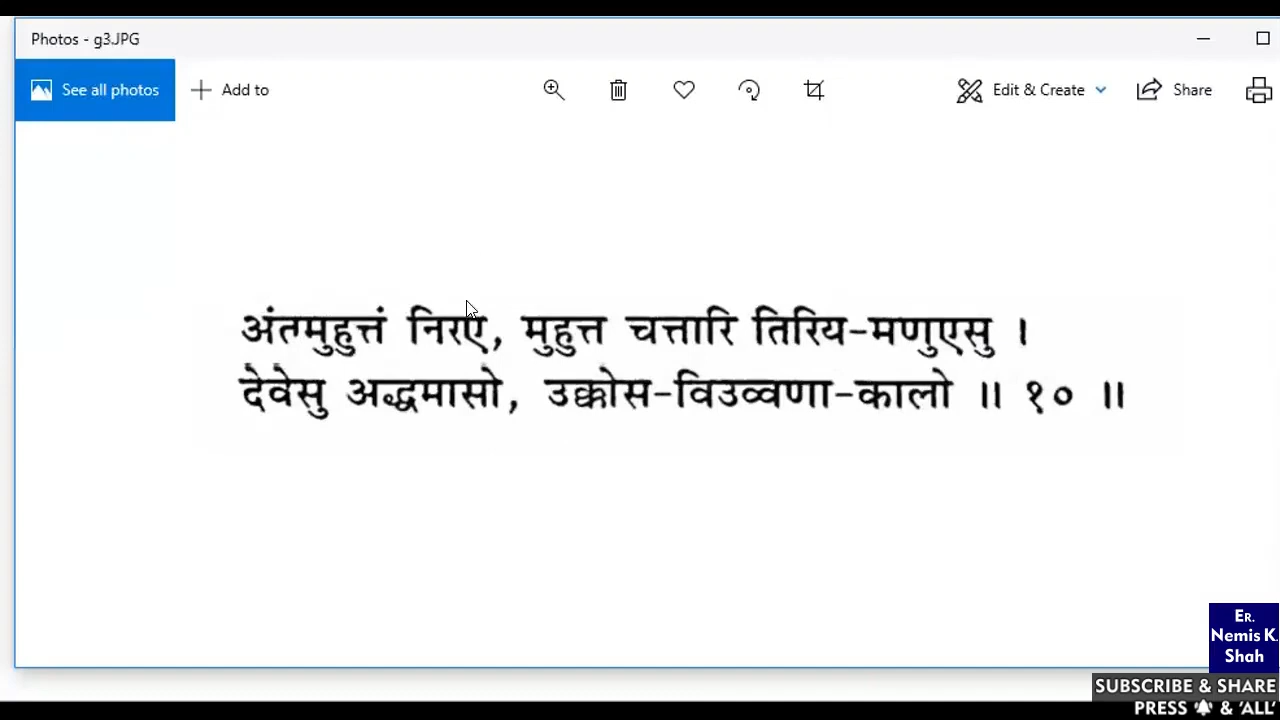 Photos - g3.JPG
See all photos
Add to
Edit & Create
Share
अंतमुहुत्तं निरए, मुहुत्त चत्तारि तिरिय-मणुएसु ।
देवेसु अद्धमासो, उक्कोस-विउव्वणा-कालो ॥ १० ॥
Er.
Nemis K.
Shah
SUBSCRIBE & SHARE
PRESS & 'ALL'